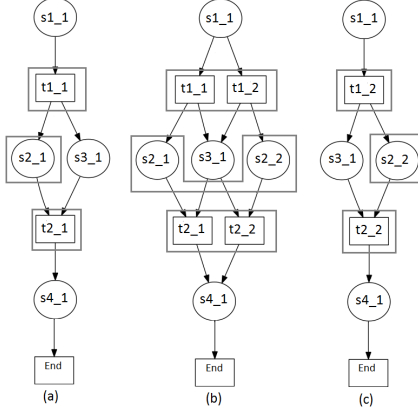 s1_1 s1_1 s1_1
t1_1 t1_1 t1_2 t1_2
s2_1 s3_1 s2_1 s3_1 s2_2 s3_1 s2_2
t2_1 t2_1 t2_2 t2_2
s4_1 s4_1 s4_1
End End End
(a) (b) (c)